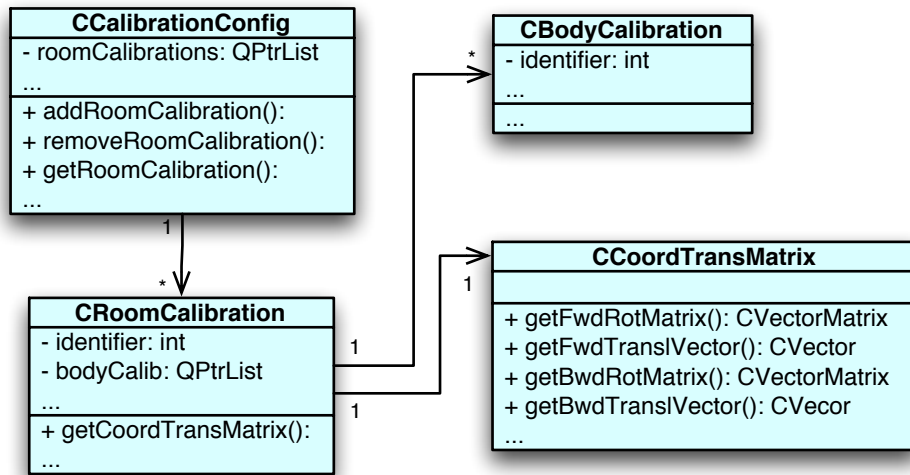 CCalibrationConfig
- roomCalibrations: QPtrList
...
+ addRoomCalibration():
+ removeRoomCalibration():
+ getRoomCalibration():
...
1
*
CRoomCalibration
- identifier: int
- bodyCalib: QPtrList
...
+ getCoordTransMatrix():
...
1
*
1
1
CBodyCalibration
- identifier: int
...
...
CCoordTransMatrix
+ getFwdRotMatrix(): CVectorMatrix
+ getFwdTranslVector(): CVector
+ getBwdRotMatrix(): CVectorMatrix
+ getBwdTranslVector(): CVecor
...